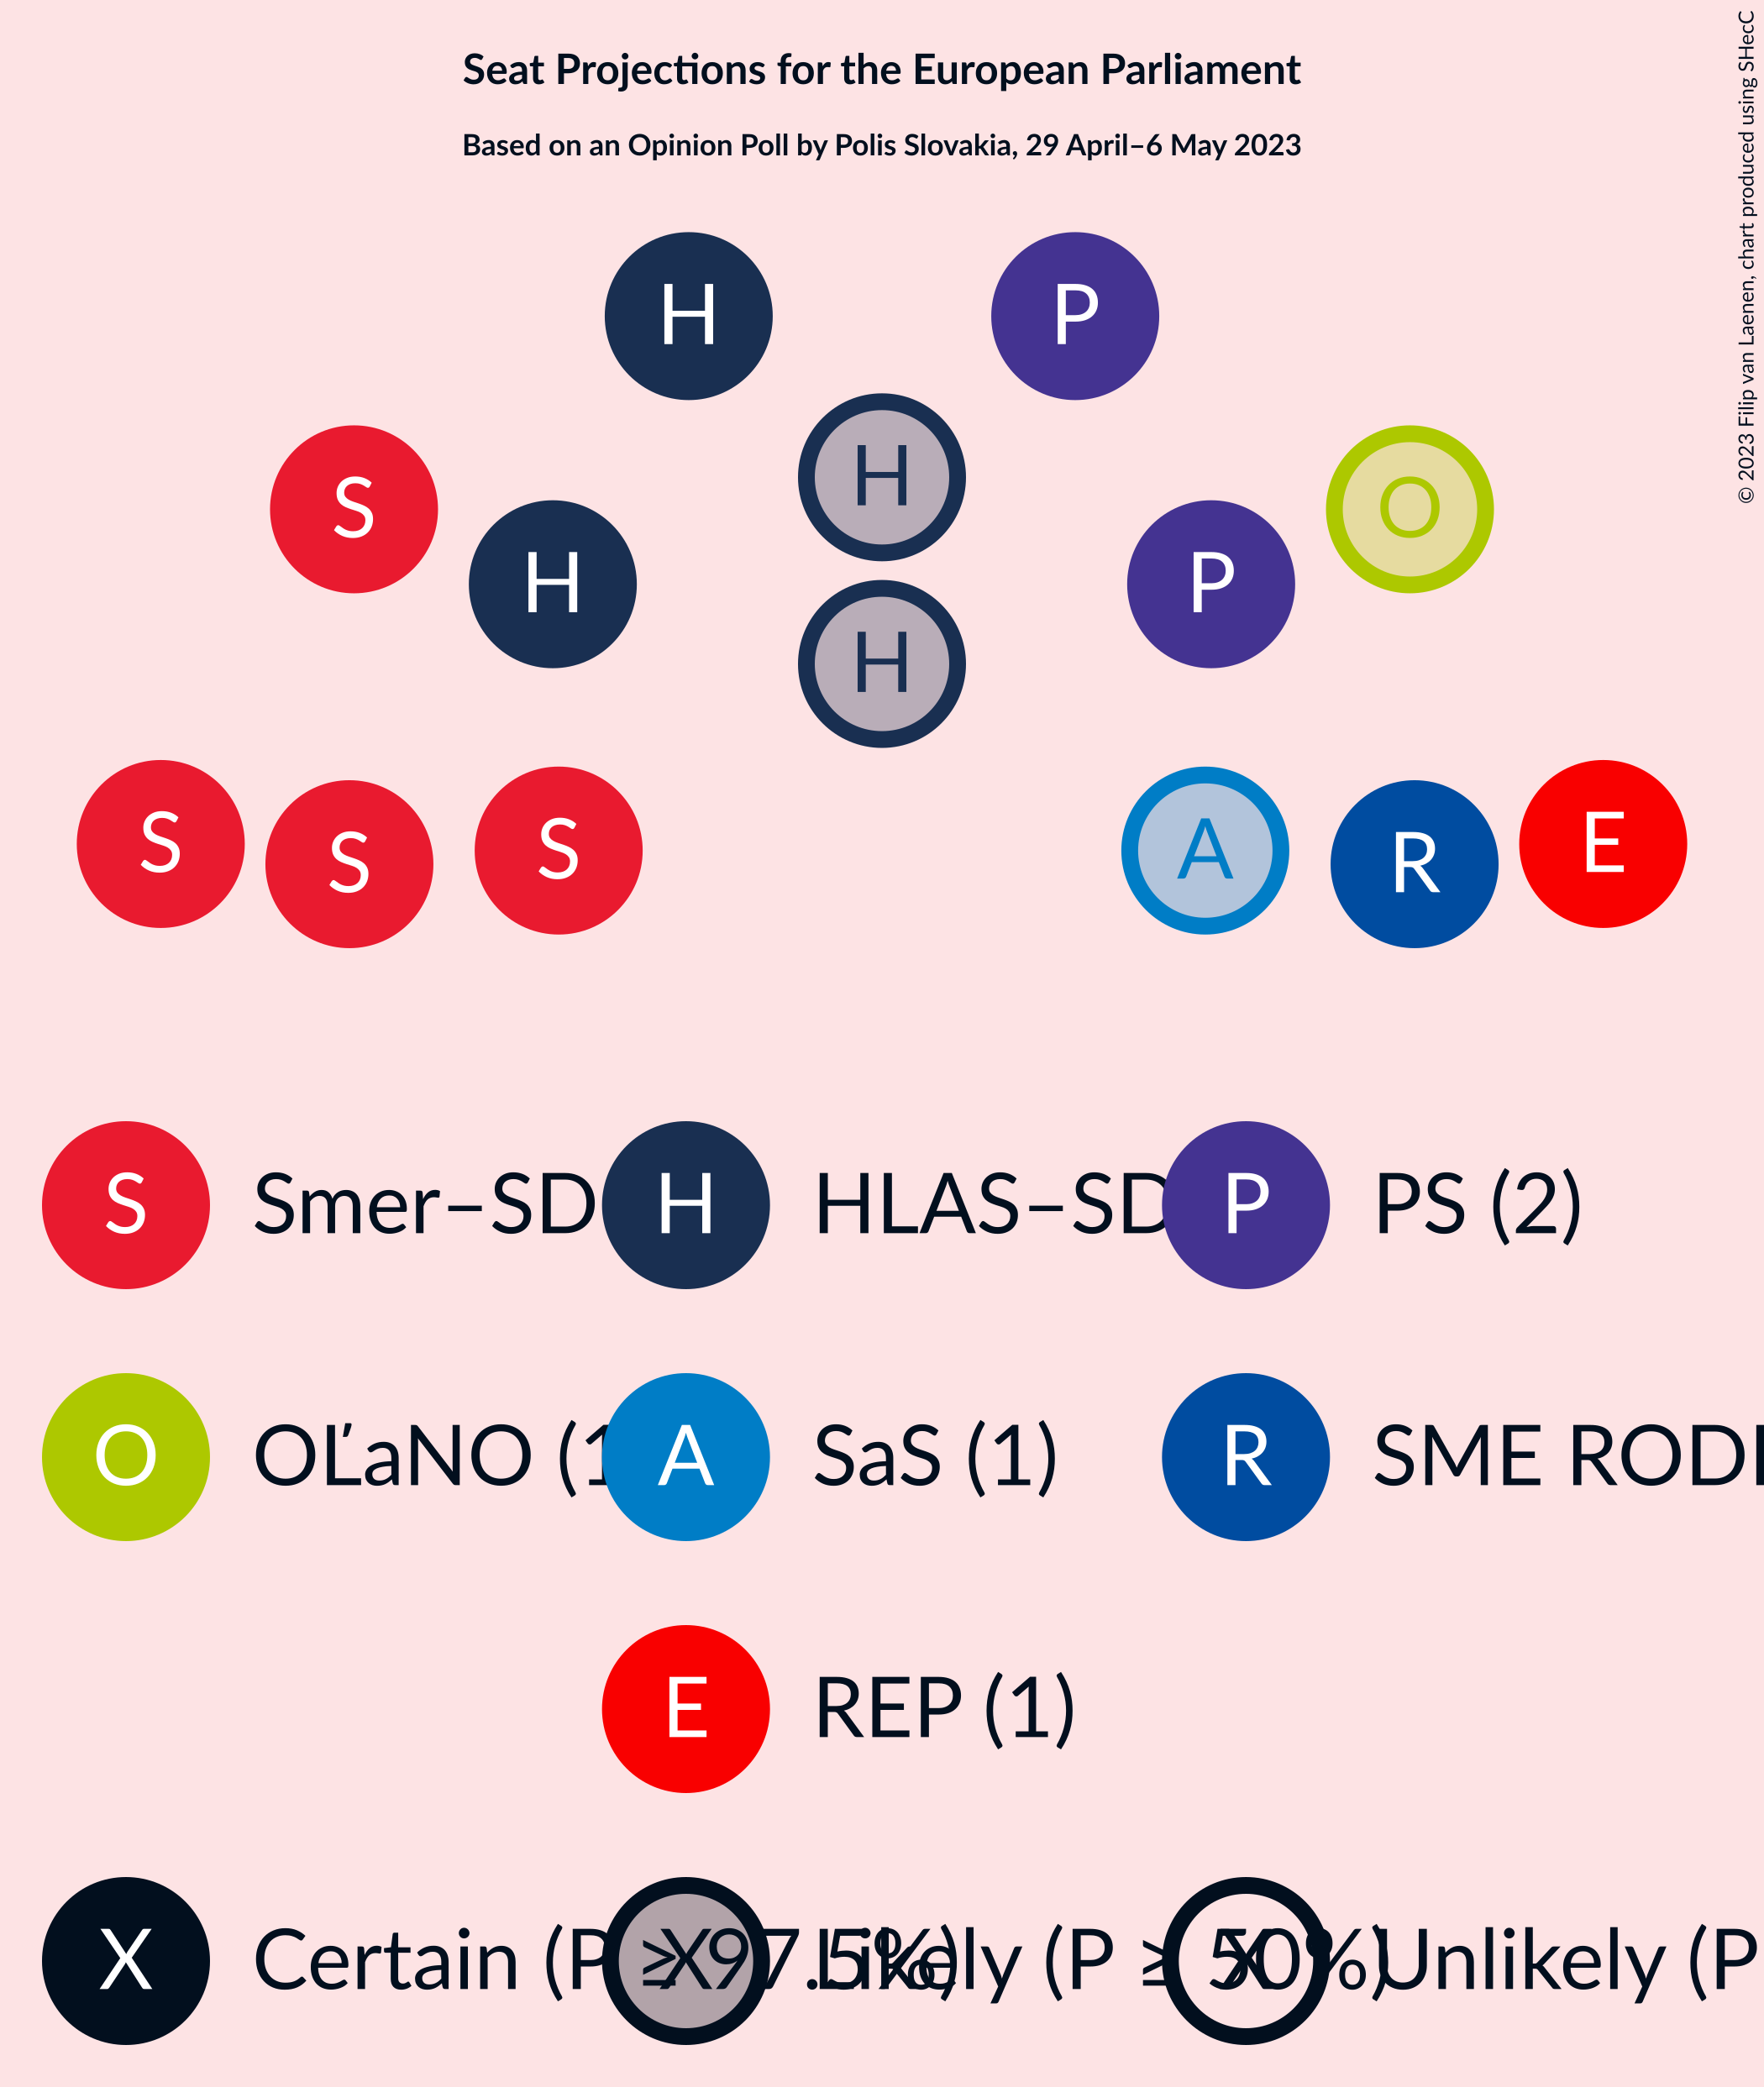 Seat Projections for the European Parliament
Based on an Opinion Poll by Polis Slovakia, 29 April–6 May 2023
© 2023 Filip van Laenen, chart produced using SHecC
H P
H
S O
H P
H
S S S A R E
S Smer–SD H HLAS–SD P PS (2)
O OĽaNO (1 A SaS (1) R SME RODI
E REP (1)
X Certain (P ≥ 97.5%) X Likely (P ≥ 50%) X Unlikely (P